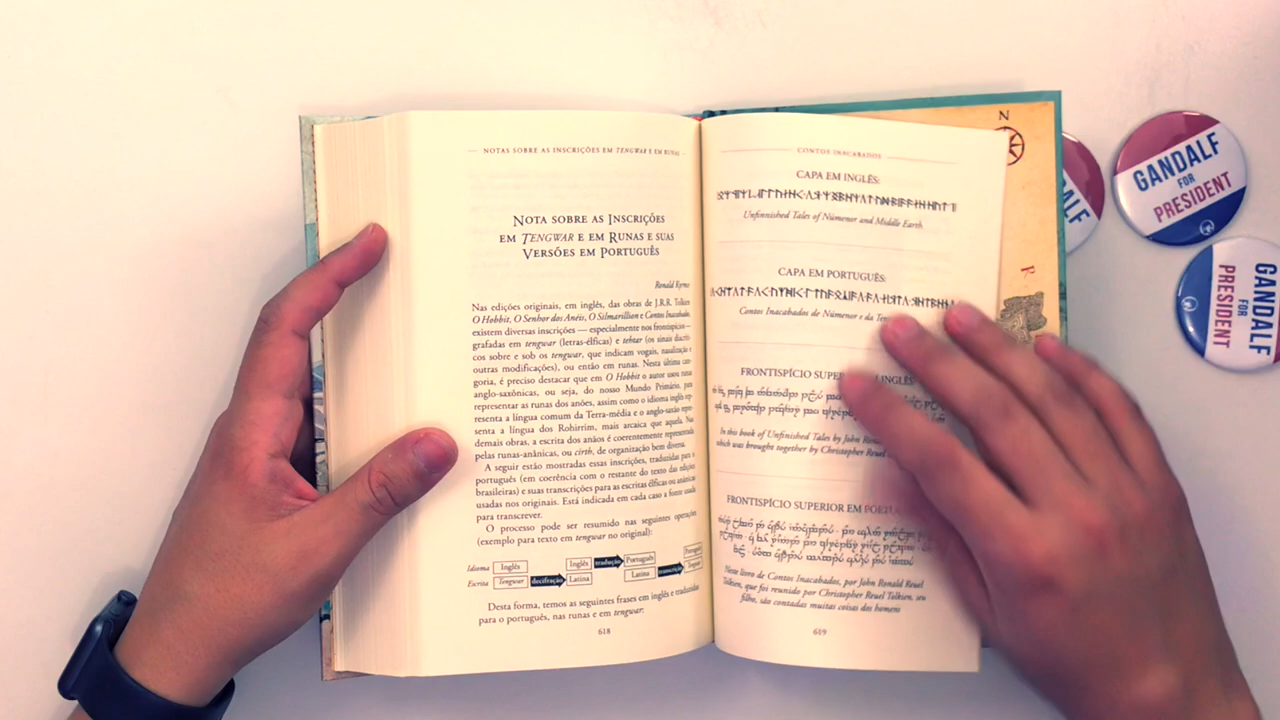 NOTAS SOBRE AS INSCRIÇÕES EM TENGWAR E EM RUNAS
NOTA SOBRE AS INSCRIÇÕES
EM TENGWAR E EM RUNAS E SUAS
VERSÕES EM PORTUGUÊS
Ronald Kyrmse
Nas edições originais, em inglês, das obras de J.R.R. Tolkien
O Hobbit, O Senhor dos Anéis, O Silmarillion e Contos Inacabados,
existem diversas inscrições — especialmente nos frontispícios —
grafadas em tengwar (letras-élficas) e tehtar (os sinais diacríti-
cos sobre e sob os tengwar, que indicam vogais, nasalização e
outras modificações), ou então em runas. Nesta última cate-
goria, é preciso destacar que em O Hobbit o autor usou runas
anglo-saxônicas, ou seja, do nosso Mundo Primário, para
representar as runas dos anões, assim como o idioma inglês rep-
resenta a língua comum da Terra-média e o anglo-saxão repre-
senta a língua dos Rohirrim, mais arcaica que aquela. Nas
demais obras, a escrita dos anãos é coerentemente representada
pelas runas-anânicas, ou cirth, de organização bem diversa.
A seguir estão mostradas essas inscrições, traduzidas para o
português (em coerência com o restante do texto das edições
brasileiras) e suas transcrições para as escritas élficas ou anânicas
usadas nos originais. Está indicada em cada caso a fonte usada
para transcrever.
O processo pode ser resumido nas seguintes operações
(exemplo para texto em tengwar no original):
Idioma Inglês Inglês tradução Português Português
Escrita Tengwar decifração Latina Latina transcrição Tengwar
Desta forma, temos as seguintes frases em inglês e traduzidas
para o português, nas runas e em tengwar:
618
CONTOS INACABADOS
CAPA EM INGLÊS:
Unfinnished Tales of Númenor and Middle Earth.
CAPA EM PORTUGUÊS:
Contos Inacabados de Númenor e da
FRONTISPÍCIO SUPERIOR EM INGLÊS
In this book of Unfinished Tales by John
which was brought together by Christopher Reuel
FRONTISPÍCIO SUPERIOR EM
Neste livro de Contos Inacabados, por John Ronald Reuel
Tolkien, que foi reunido por Christopher Reuel Tolkien, seu
filho, são contadas muitas coisas dos homens
619
N
R
GANDALF
FOR
PRESIDENT
GANDALF
FOR
PRESIDENT
ALF